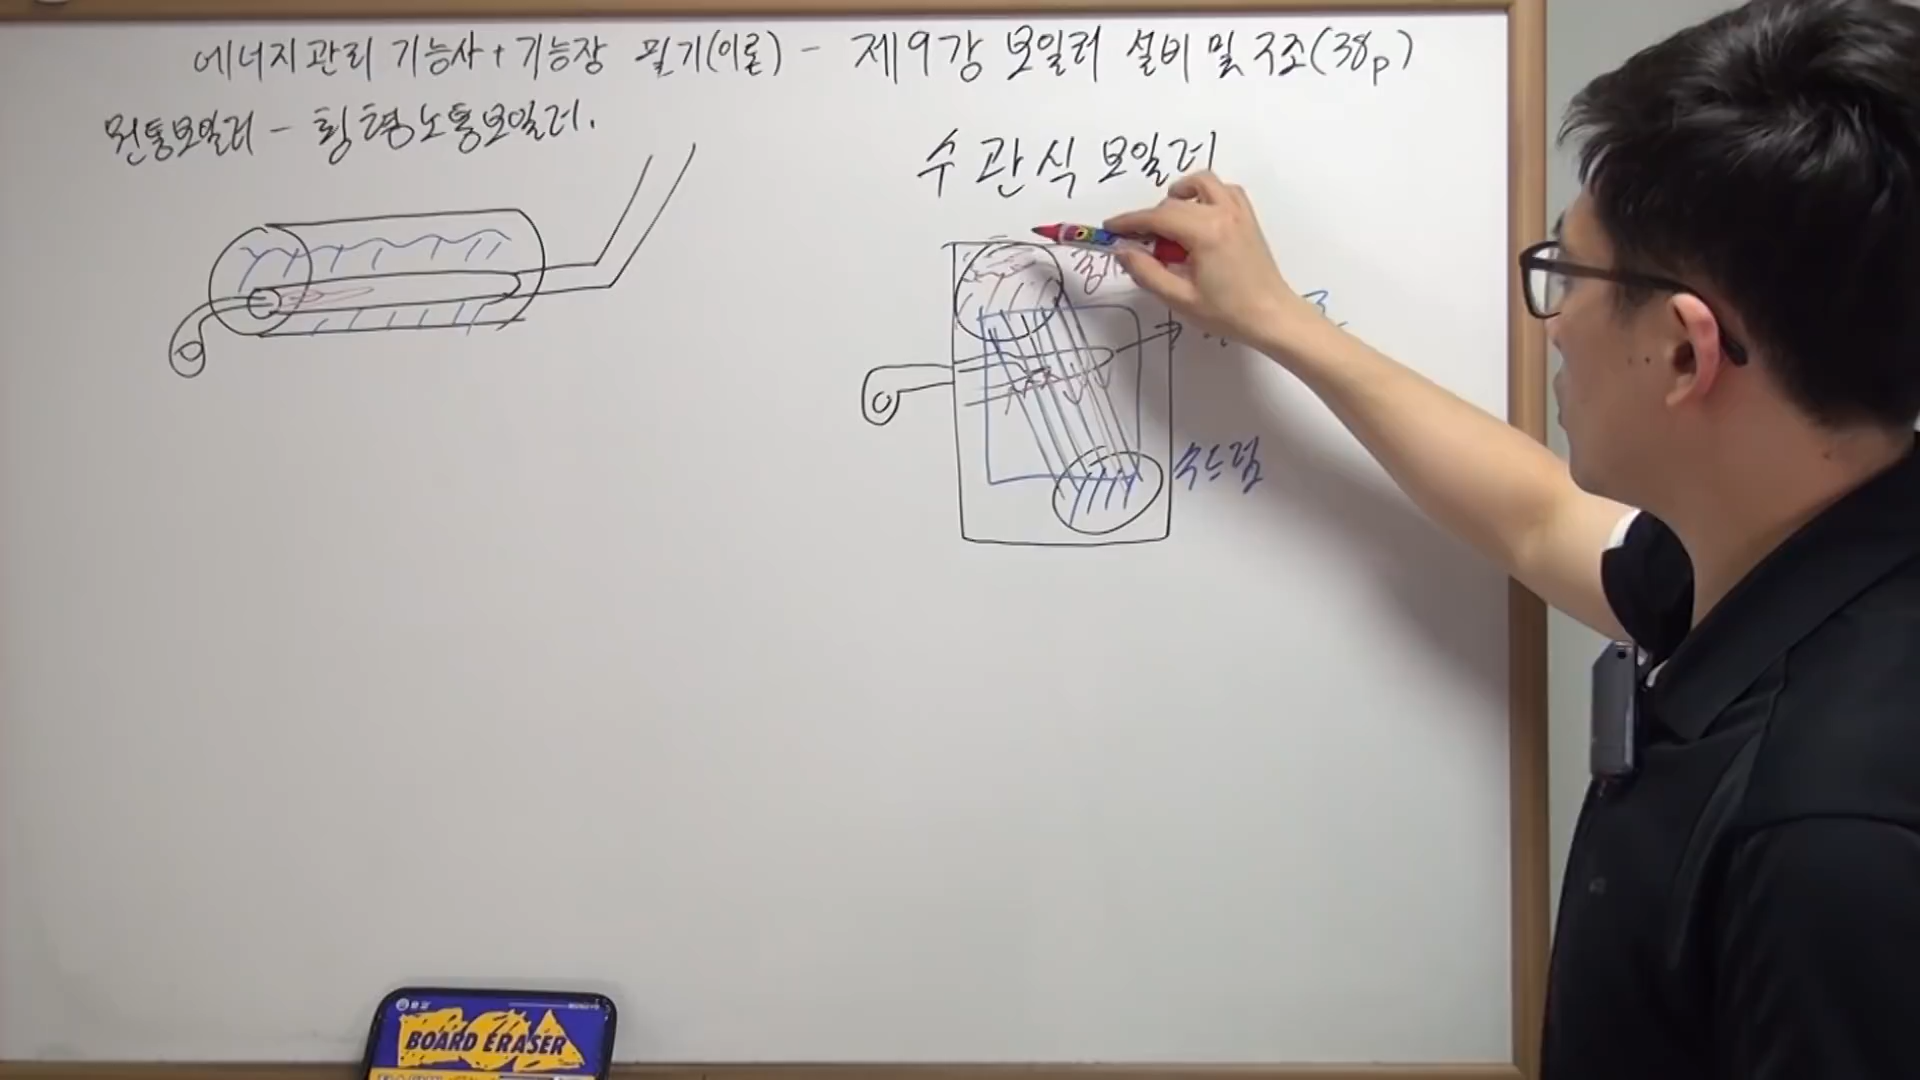 에너지관리 기능사+기능장 필기(이론) - 제9강 보일러 설비 및 구조(38p)
원통보일러 - 횡형노통보일러.
수관식 보일러
수드럼
BOARD ERASER